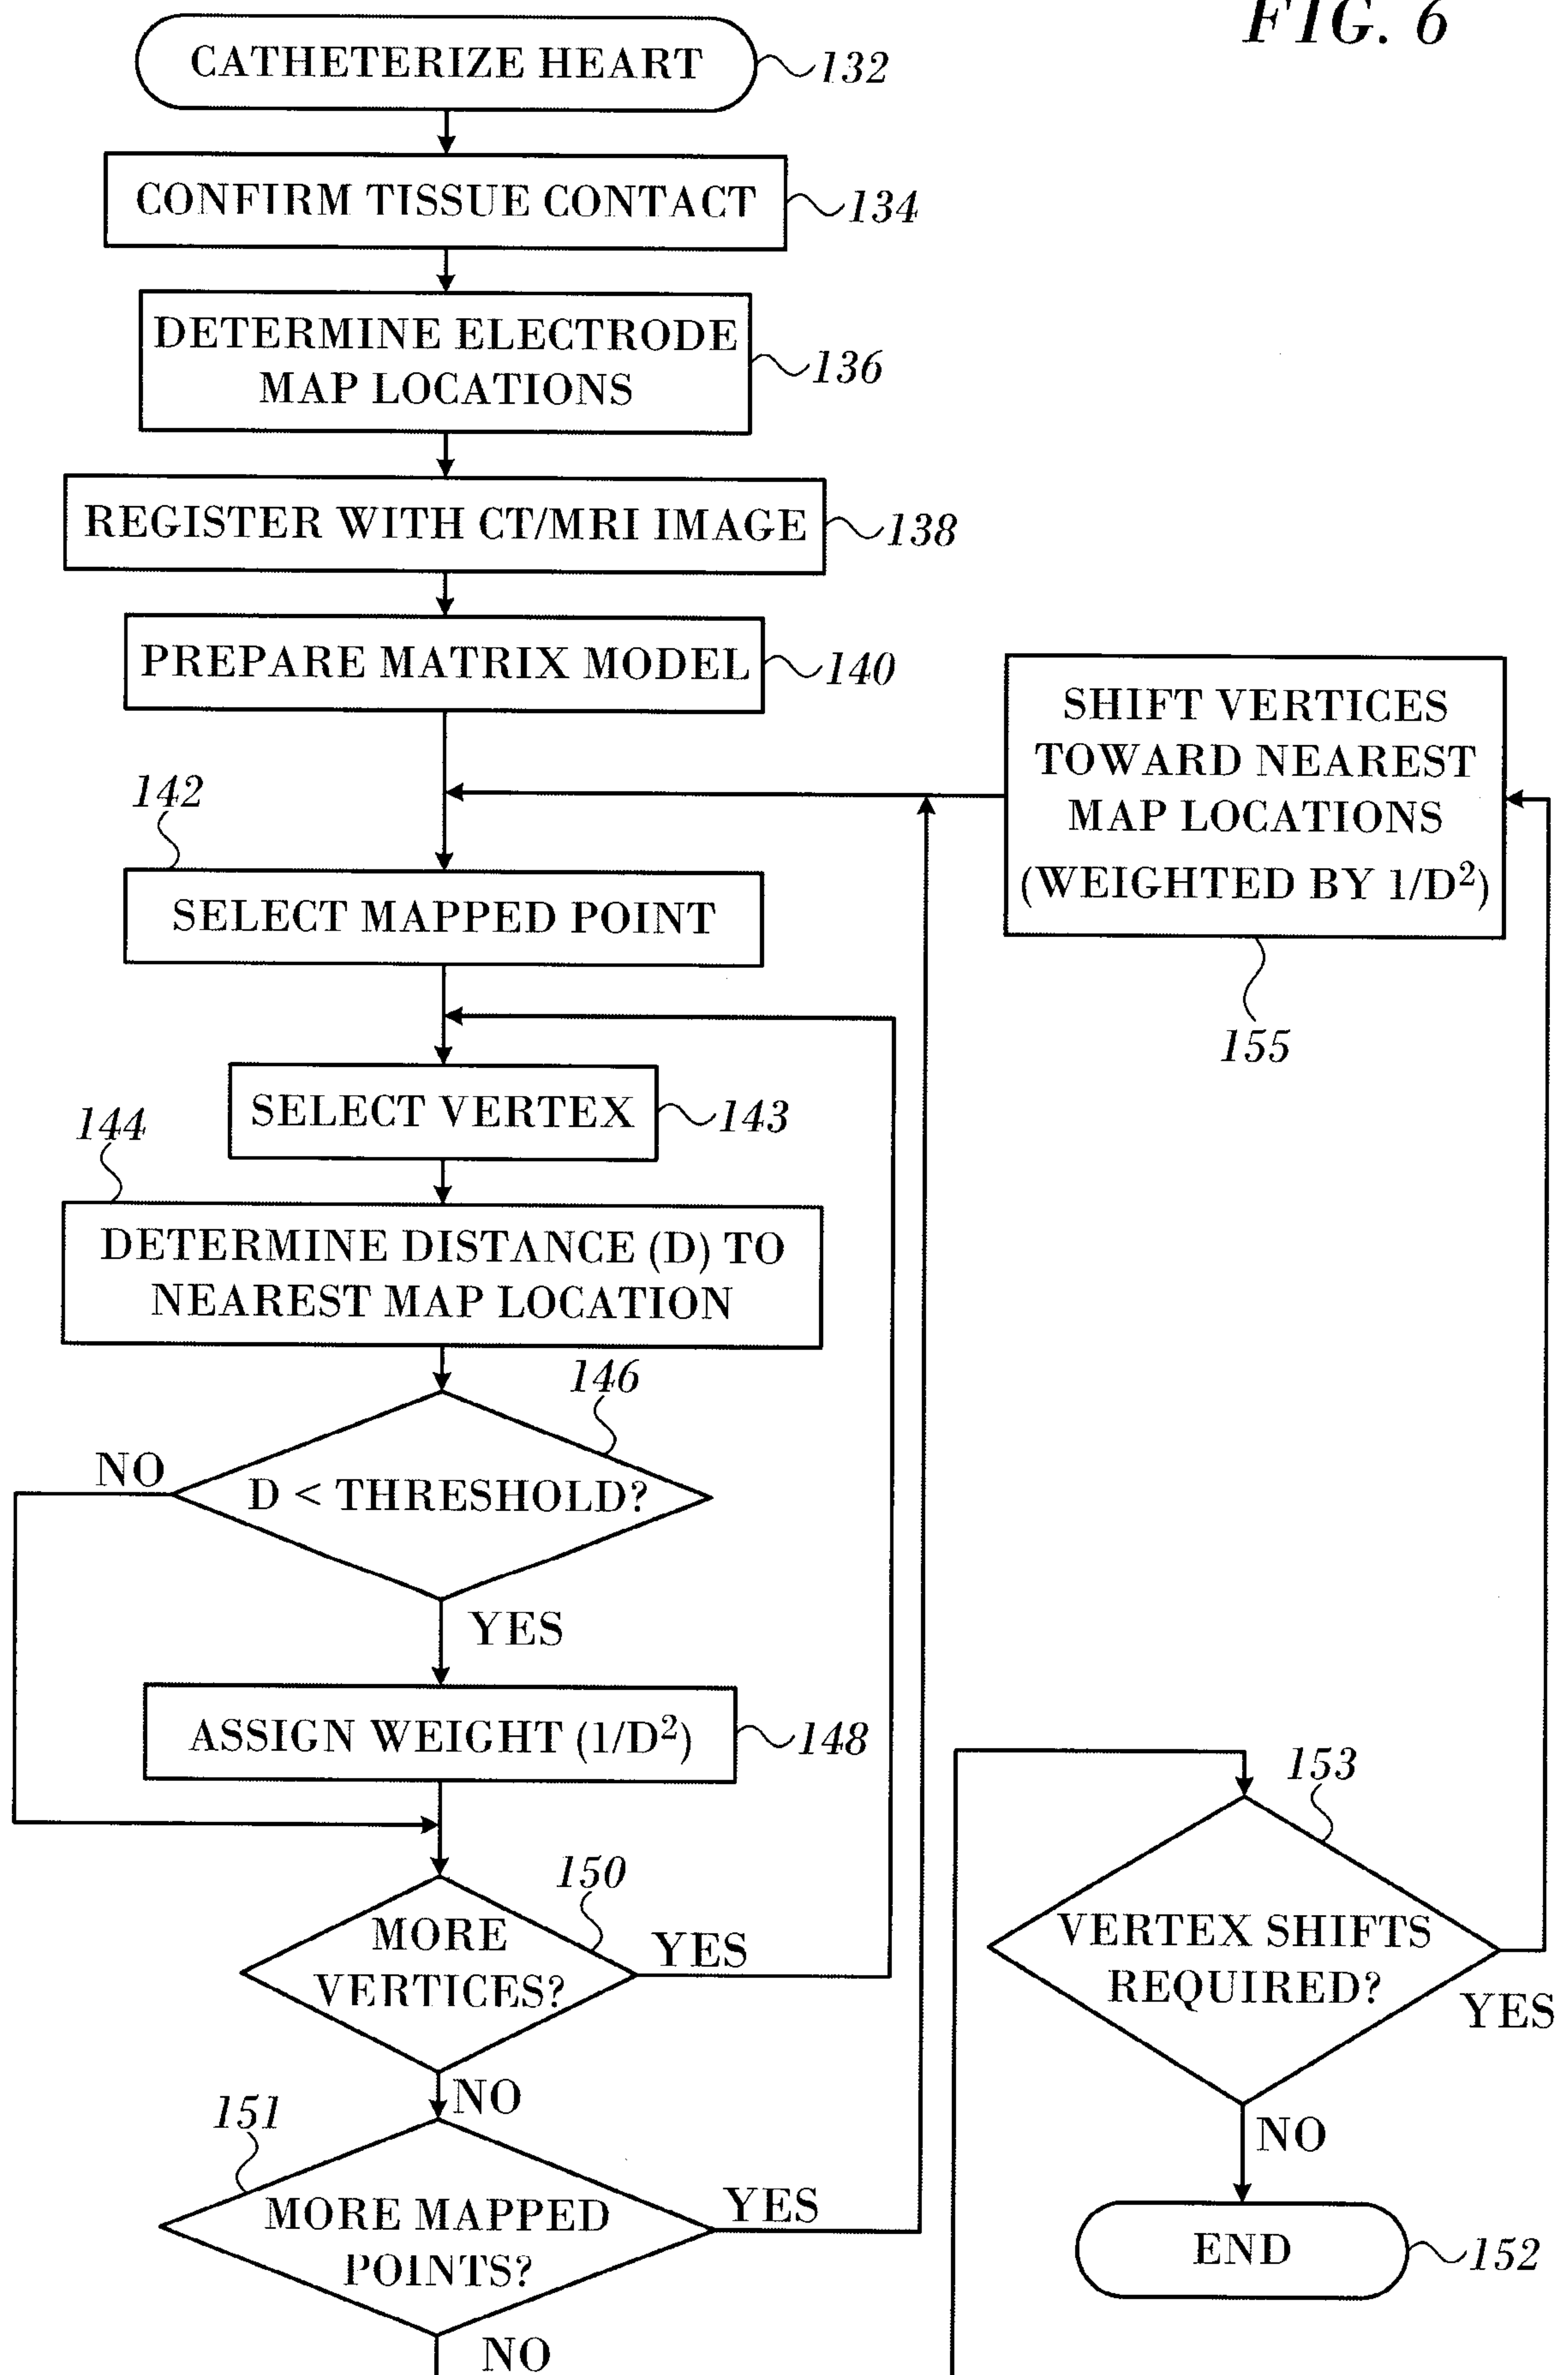 FIG. 6
CATHETERIZE HEART
132
CONFIRM TISSUE CONTACT
134
DETERMINE ELECTRODE
MAP LOCATIONS
136
REGISTER WITH CT/MRI IMAGE
138
PREPARE MATRIX MODEL
140
SHIFT VERTICES
TOWARD NEAREST
MAP LOCATIONS
(WEIGHTED BY 1/D²)
155
142
SELECT MAPPED POINT
SELECT VERTEX
143
144
DETERMINE DISTANCE (D) TO
NEAREST MAP LOCATION
146
D < THRESHOLD?
NO
YES
ASSIGN WEIGHT (1/D²)
148
150
MORE
VERTICES?
YES
NO
151
MORE MAPPED
POINTS?
YES
NO
153
VERTEX SHIFTS
REQUIRED?
YES
NO
END
152